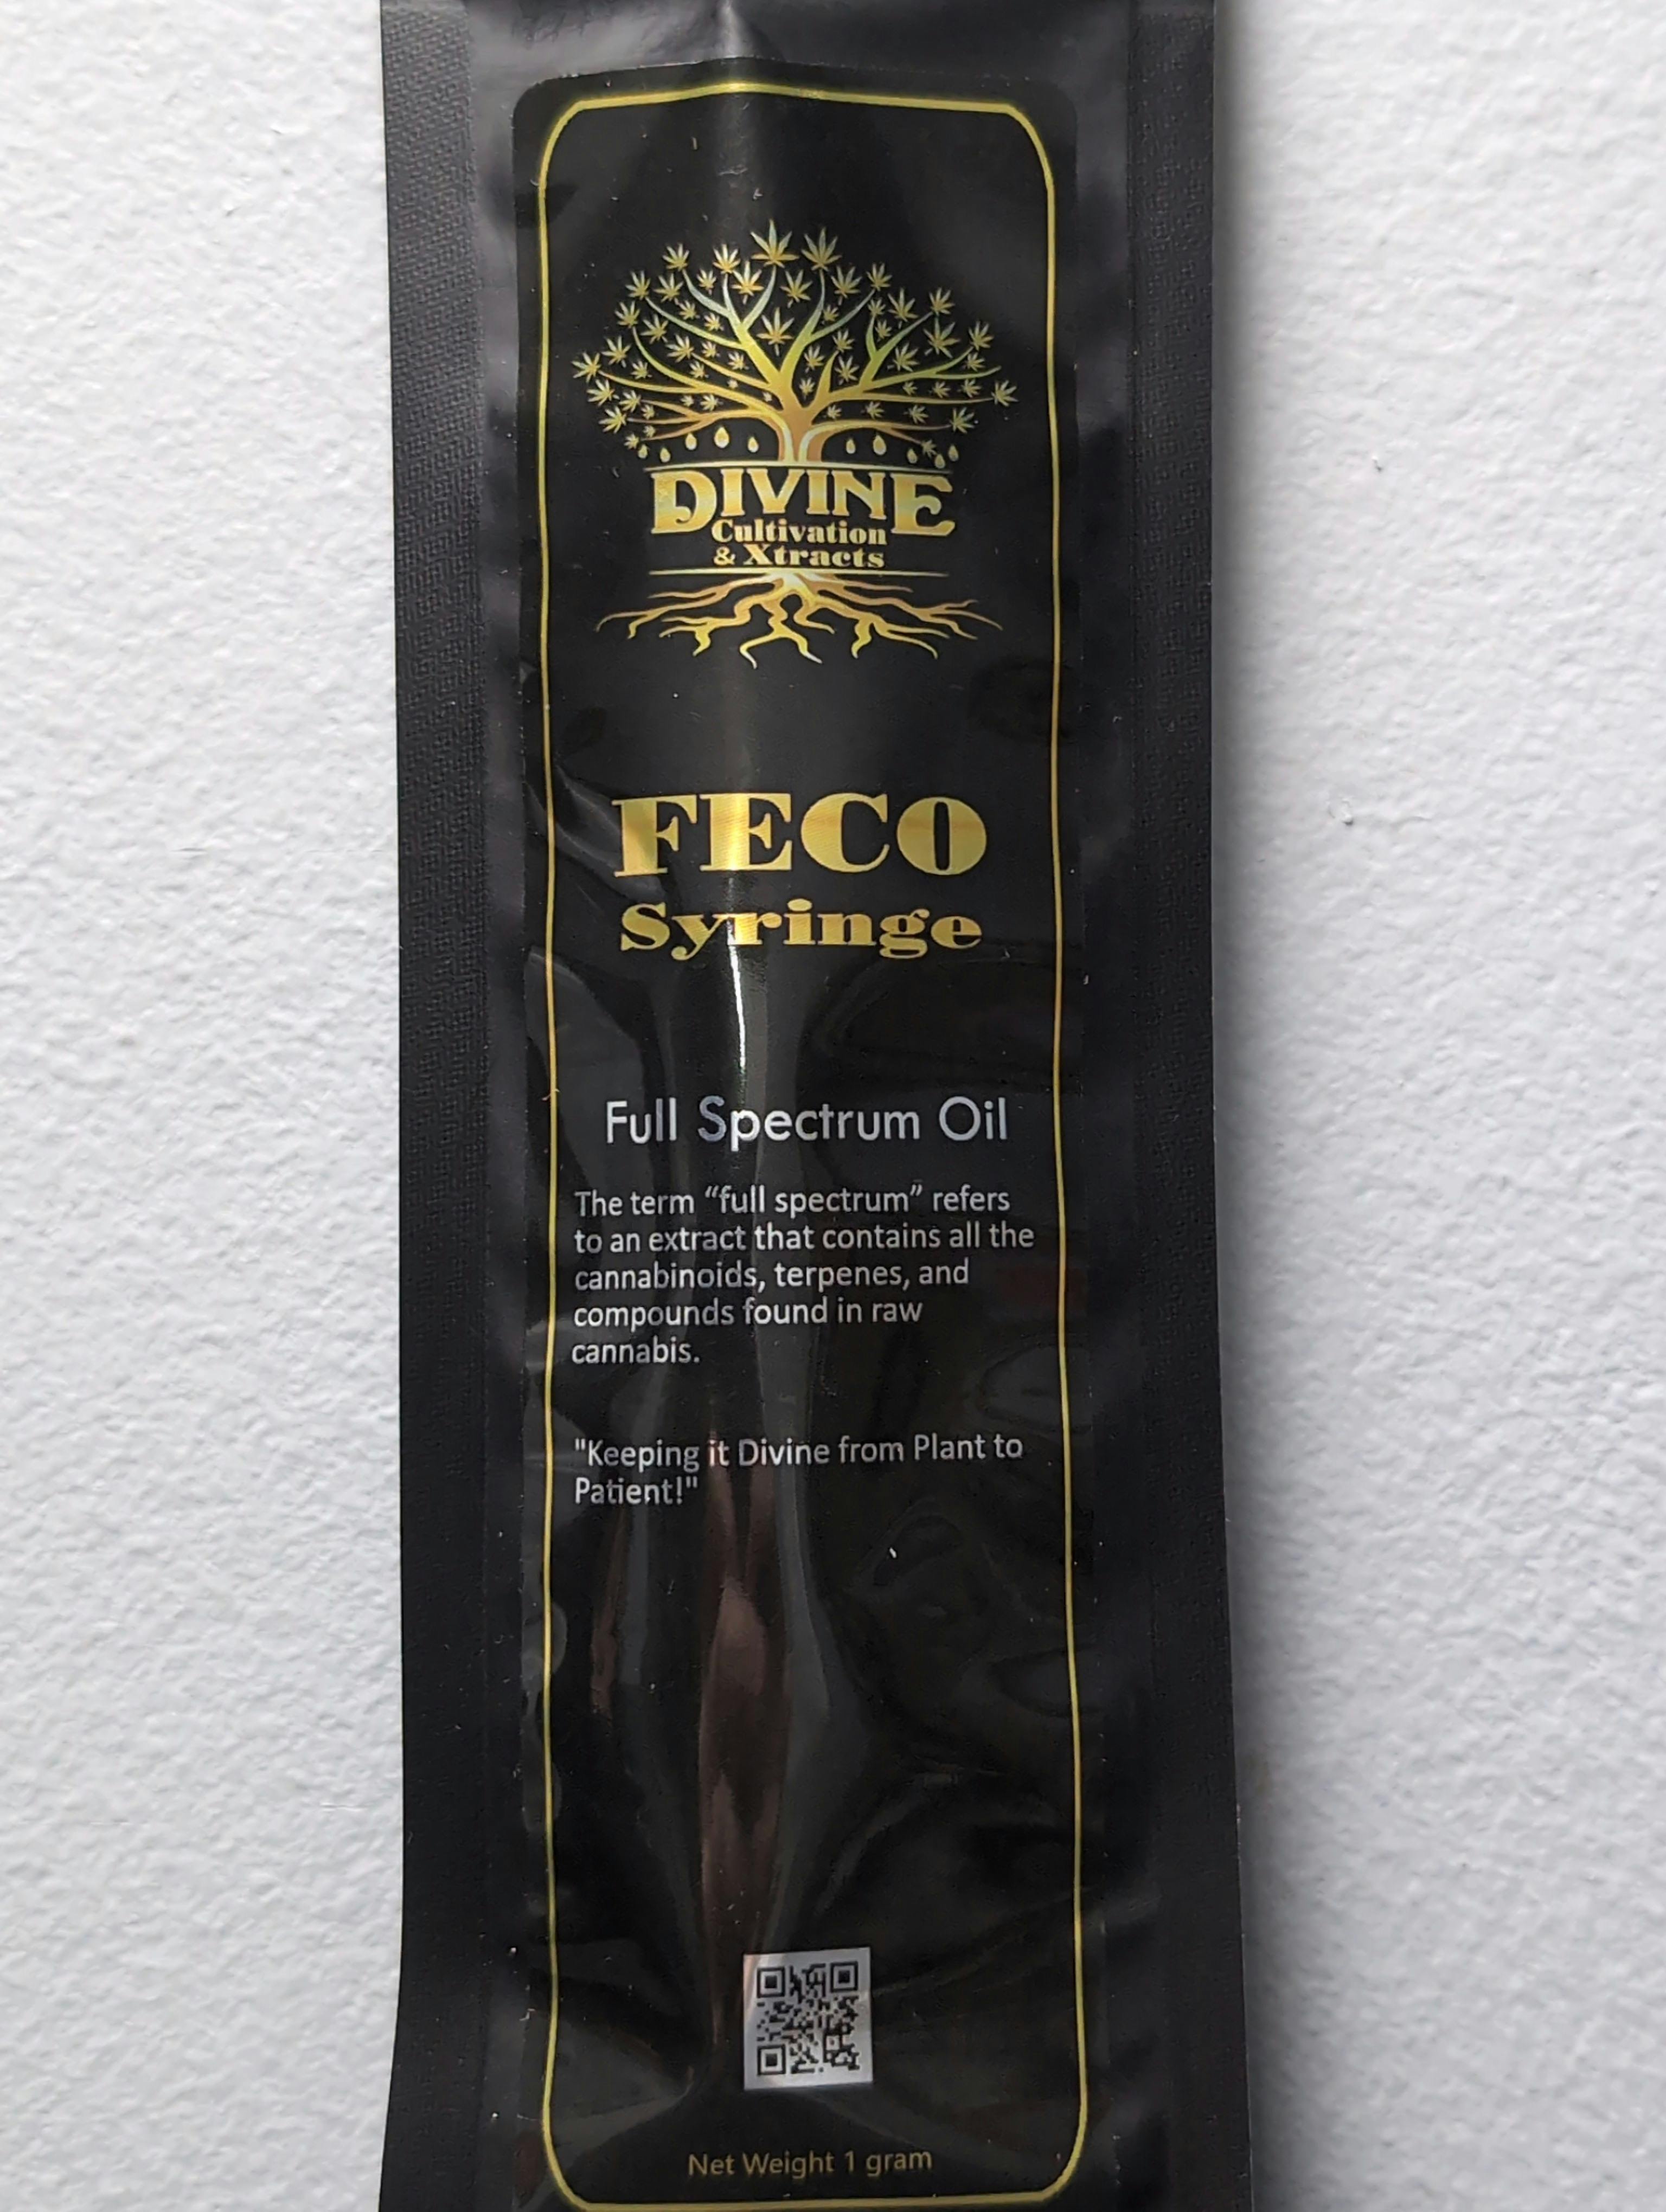 DIVINE
Cultivation
& Xtracts
FECO
Syringe
Full Spectrum Oil
The term “full spectrum” refers
to an extract that contains all the
cannabinoids, terpenes, and
compounds found in raw
cannabis.
"Keeping it Divine from Plant to
Patient!"
Net Weight 1 gram